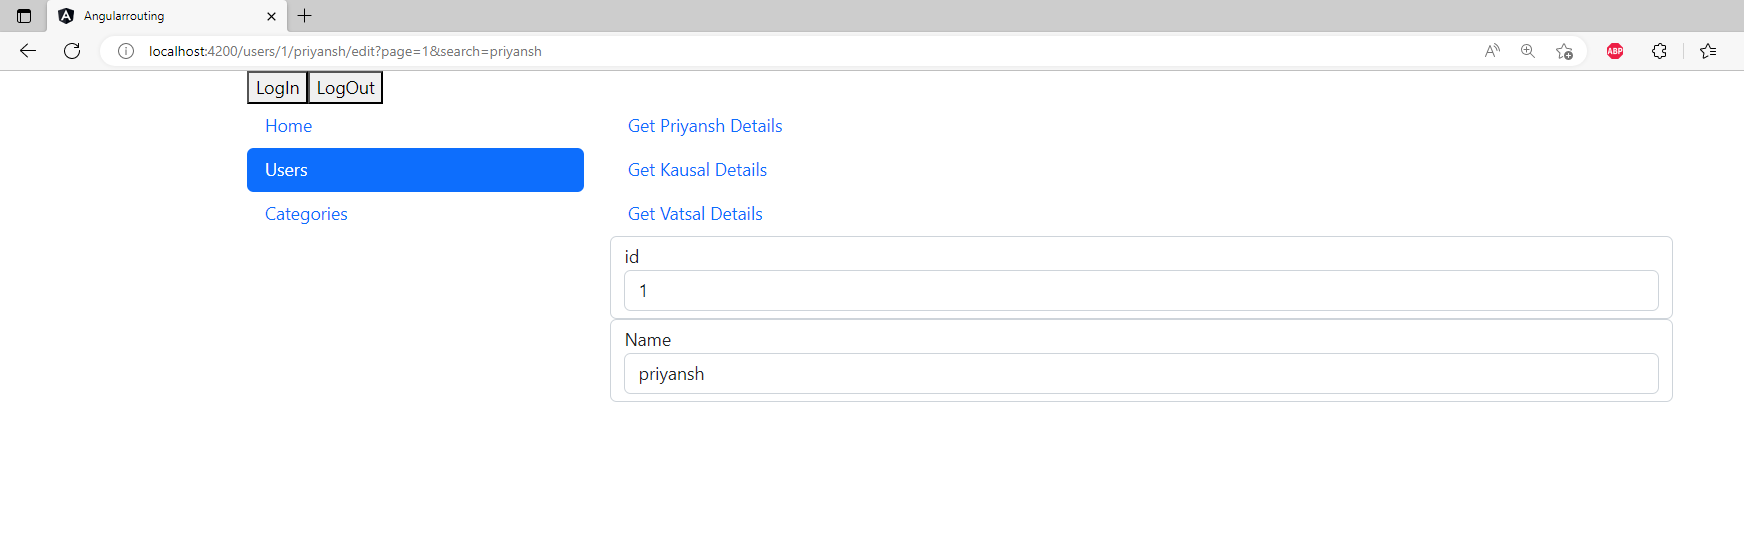 Angularrouting
localhost:4200/users/1/priyansh/edit?page=1&search=priyansh
ABP
LogIn LogOut
Home
Users
Categories
Get Priyansh Details
Get Kausal Details
Get Vatsal Details
id
1
Name
priyansh